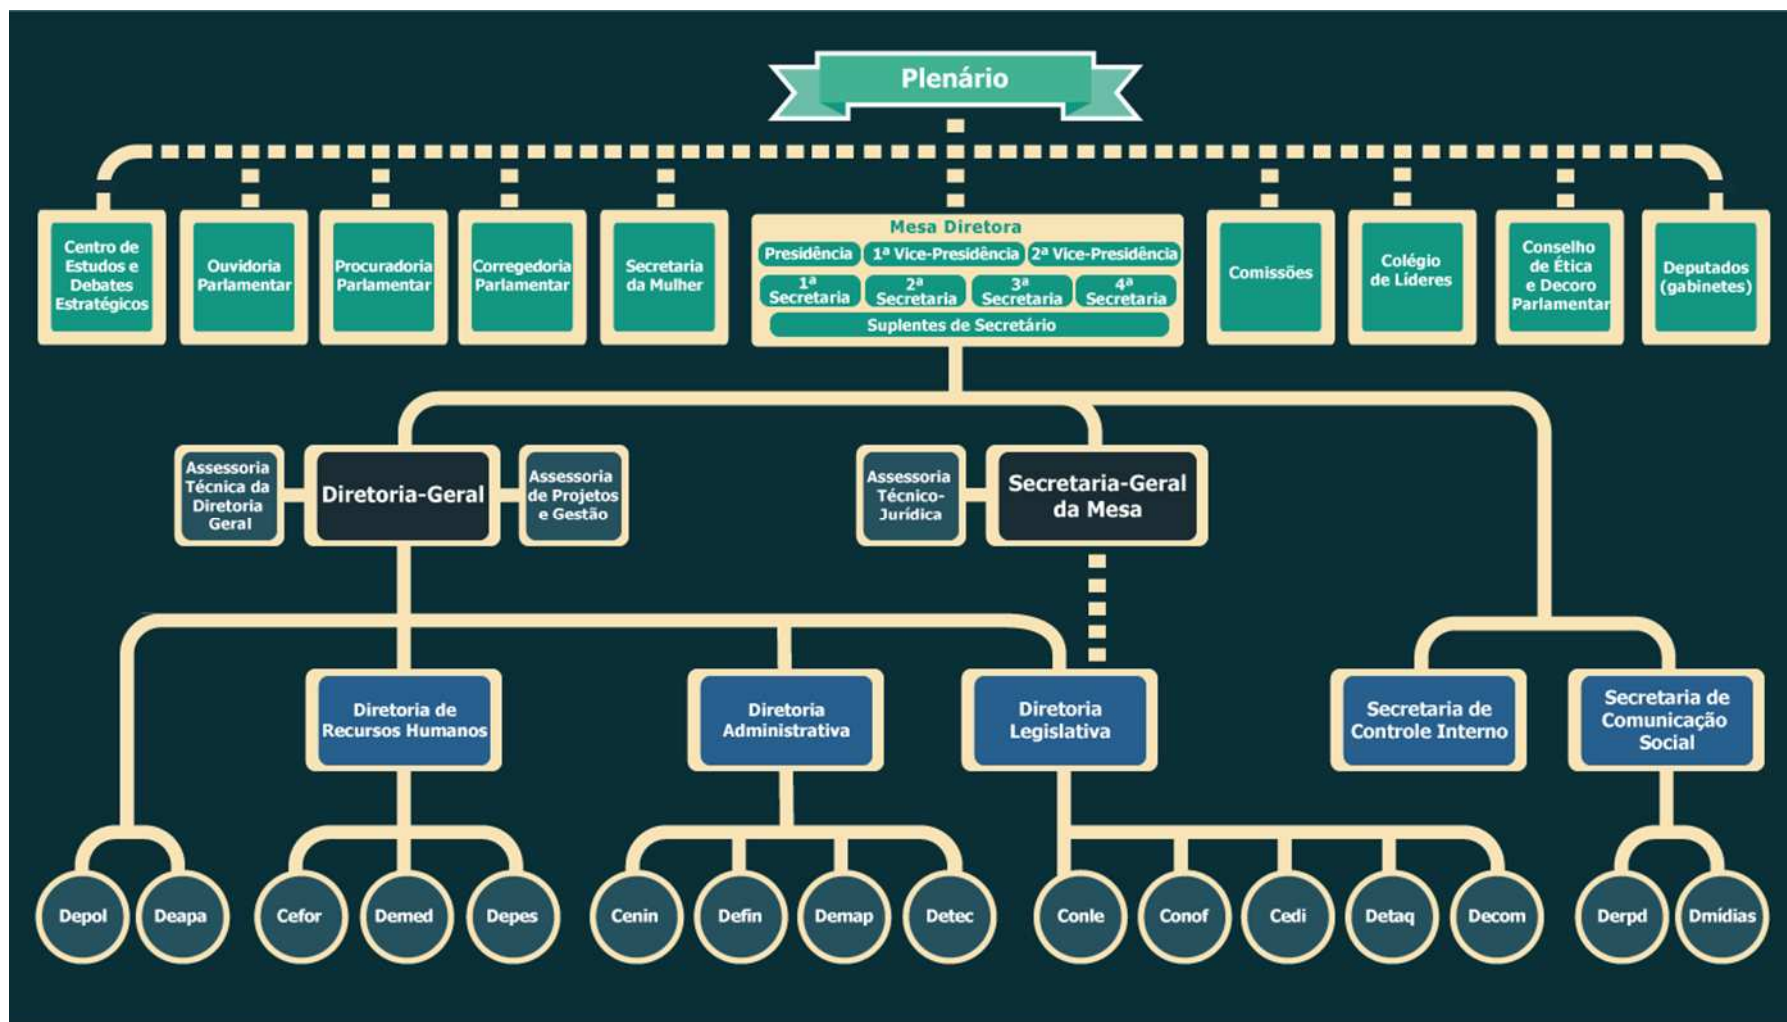 Plenário
Centro de
Estudos e
Debates
Estratégicos
Ouvidoria
Parlamentar
Procuradoria
Parlamentar
Corregedoria
Parlamentar
Secretaria
da Mulher
Mesa Diretora
Presidência
1ª Vice-Presidência
2ª Vice-Presidência
1ª
Secretaria
2ª
Secretaria
3ª
Secretaria
4ª
Secretaria
Suplentes de Secretário
Comissões
Colégio
de Líderes
Conselho
de Ética
e Decoro
Parlamentar
Deputados
(gabinetes)
Assessoria
Técnica da
Diretoria
Geral
Diretoria-Geral
Assessoria
de Projetos
e Gestão
Assessoria
Técnico-
Jurídica
Secretaria-Geral
da Mesa
Diretoria de
Recursos Humanos
Diretoria
Administrativa
Diretoria
Legislativa
Secretaria de
Controle Interno
Secretaria de
Comunicação
Social
Depol
Deapa
Cefor
Demed
Depes
Cenin
Defin
Demap
Detec
Conle
Conof
Cedi
Detaq
Decom
Derpd
Dmídias